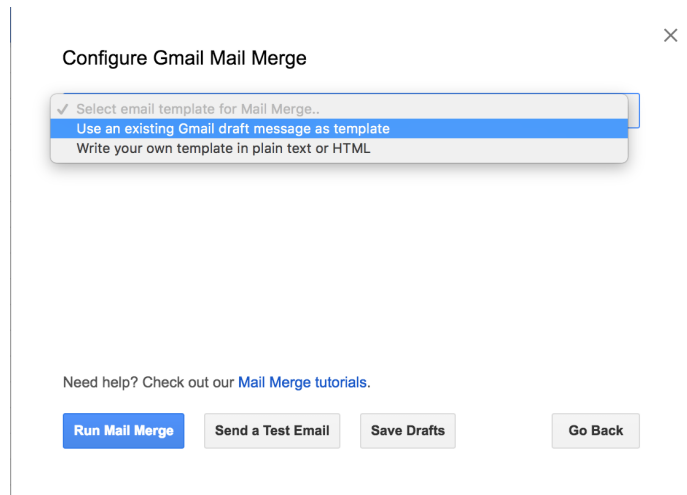 Configure Gmail Mail Merge
Select email template for Mail Merge..
Use an existing Gmail draft message as template
Write your own template in plain text or HTML
Need help? Check out our Mail Merge tutorials.
Run Mail Merge Send a Test Email Save Drafts Go Back